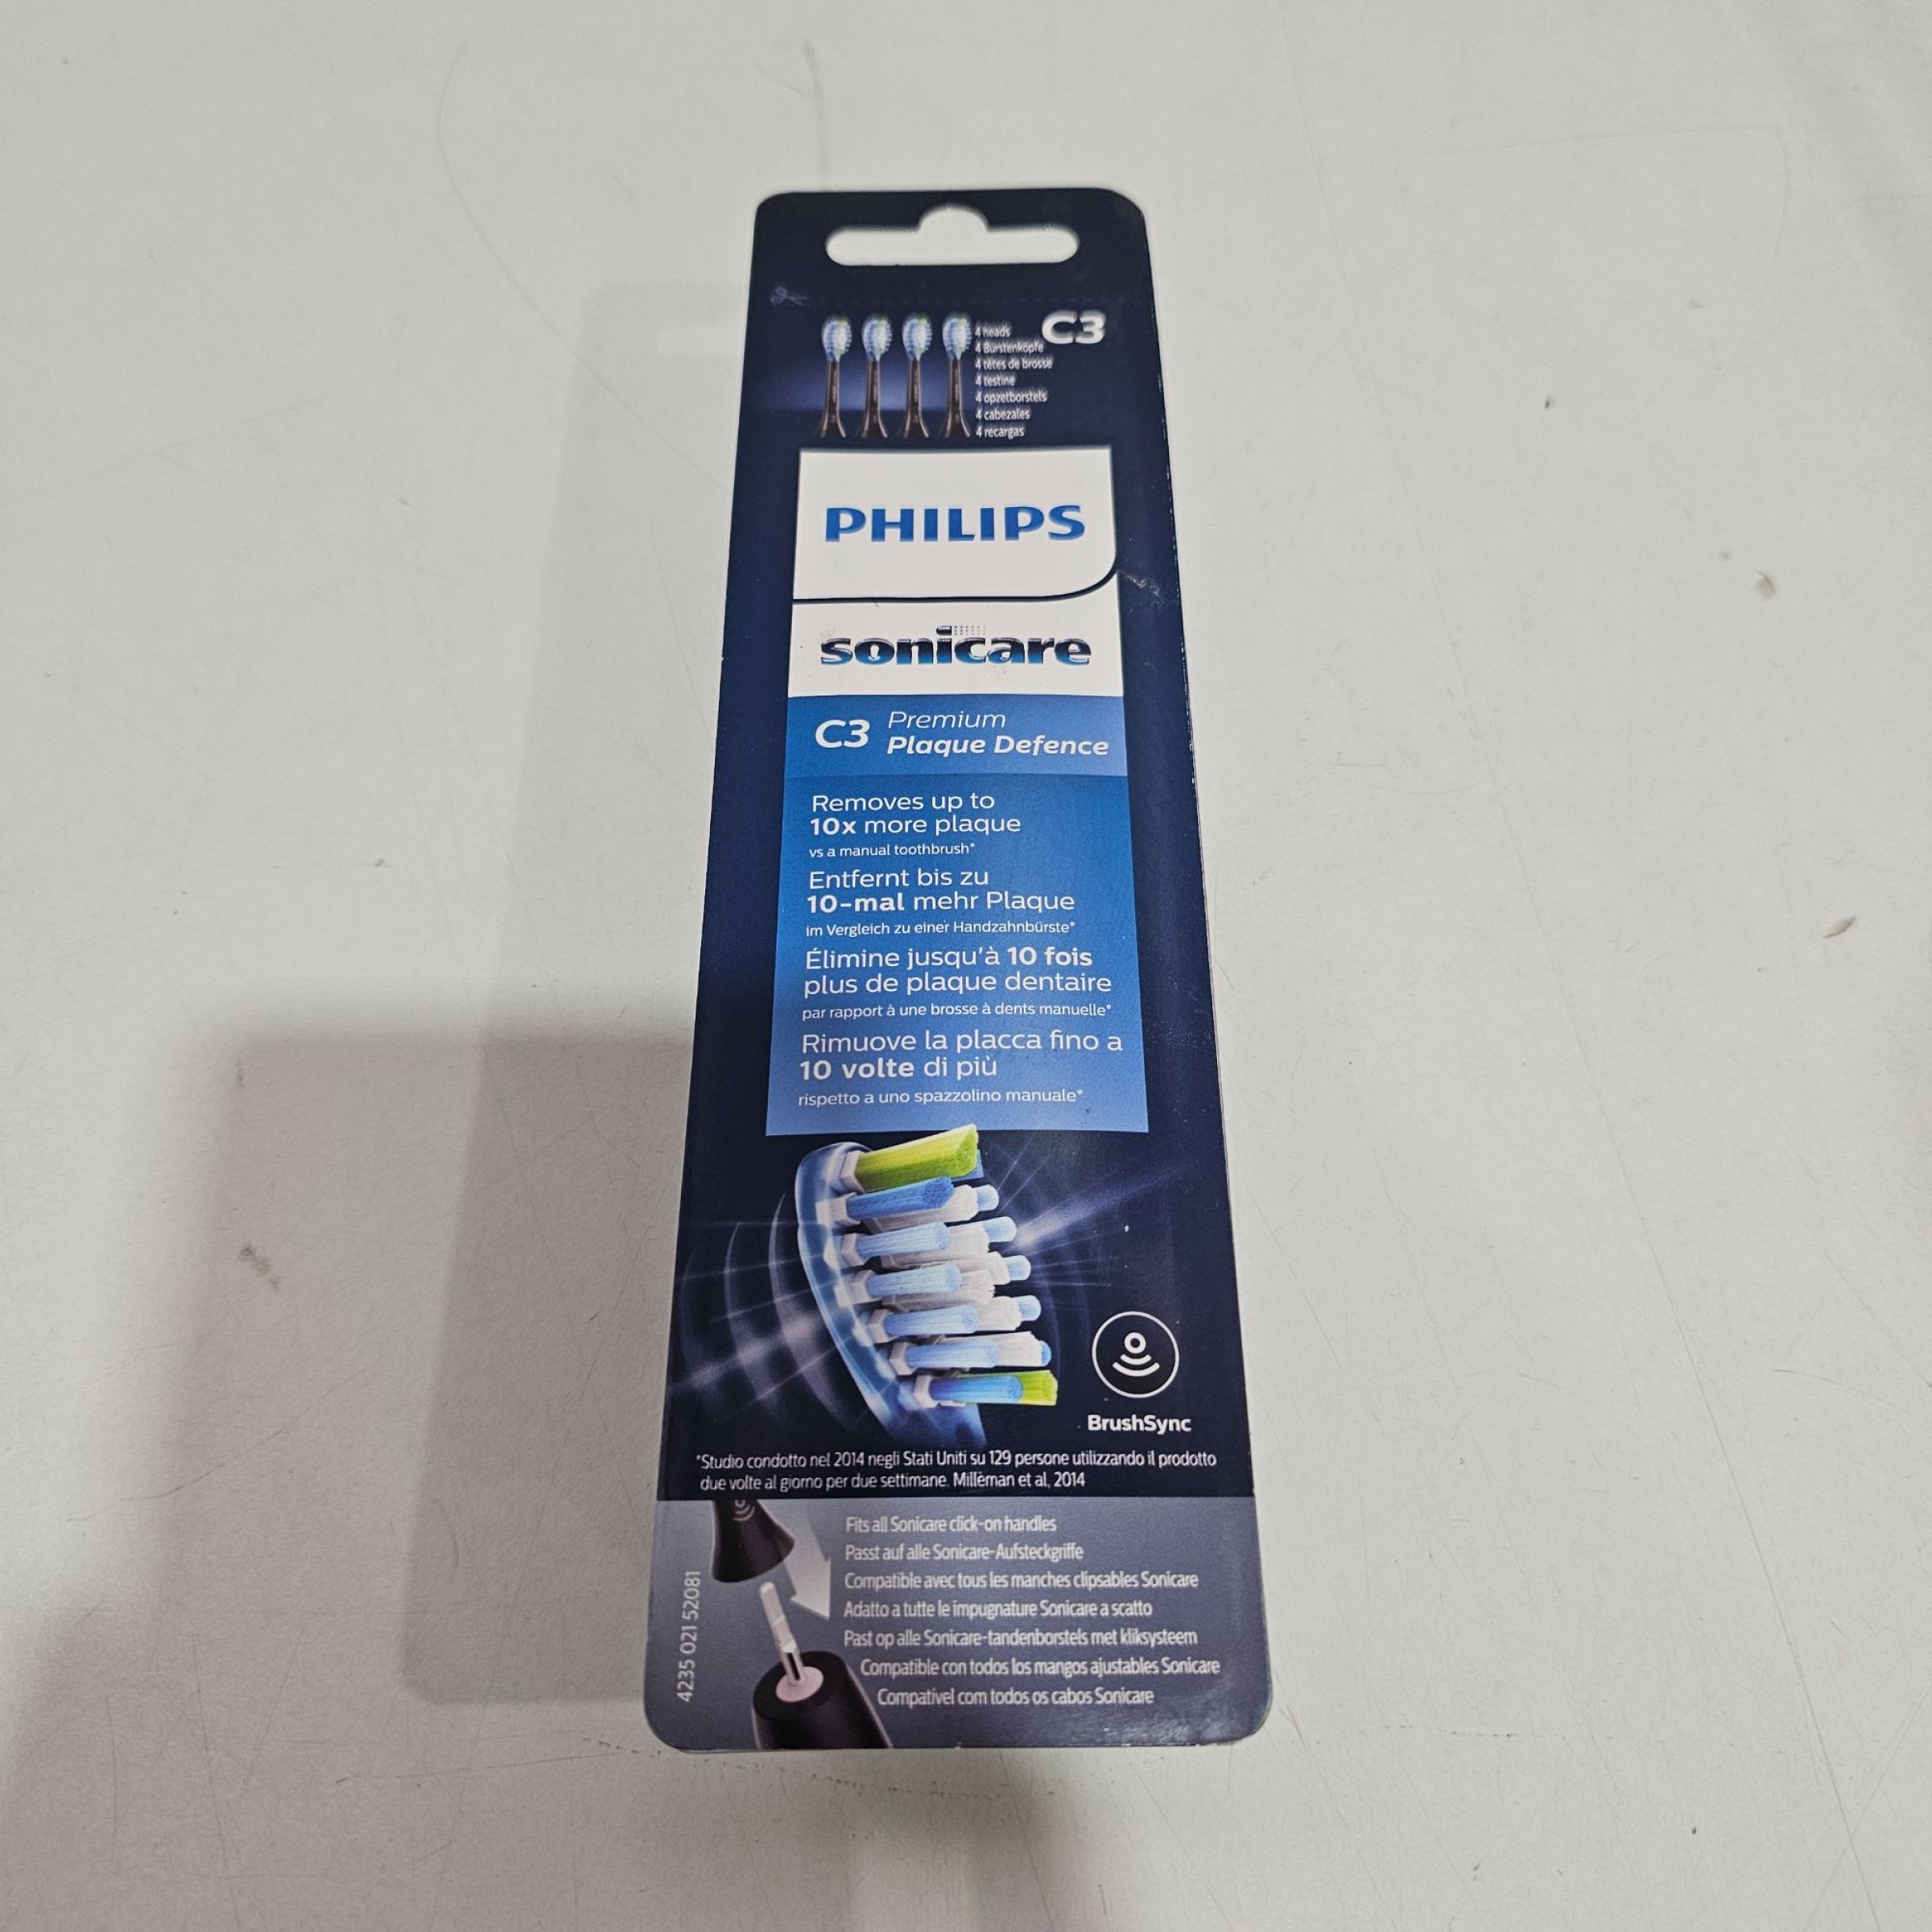 4 heads
C3
4 Bürstenköpfe
4 têtes de brosse
4 testine
4 opzetborstels
4 cabezales
4 recargas
PHILIPS
sonicare
C3 Premium
Plaque Defence
Removes up to
10x more plaque
vs a manual toothbrush*
Entfernt bis zu
10-mal mehr Plaque
im Vergleich zu einer Handzahnbürste*
Élimine jusqu'à 10 fois
plus de plaque dentaire
par rapport à une brosse à dents manuelle*
Rimuove la placca fino a
10 volte di più
rispetto a uno spazzolino manuale*
BrushSync
*Studio condotto nel 2014 negli Stati Uniti su 129 persone utilizzando il prodotto
due volte al giorno per due settimane. Milleman et al, 2014
Fits all Sonicare click-on handles
Passt auf alle Sonicare-Aufsteckgriffe
Compatible avec tous les manches clipsables Sonicare
Adatto a tutte le impugnature Sonicare a scatto
Past op alle Sonicare-tandenborstels met kliksysteem
Compatible con todos los mangos ajustables Sonicare
Compatível com todos os cabos Sonicare
4235 021 52081